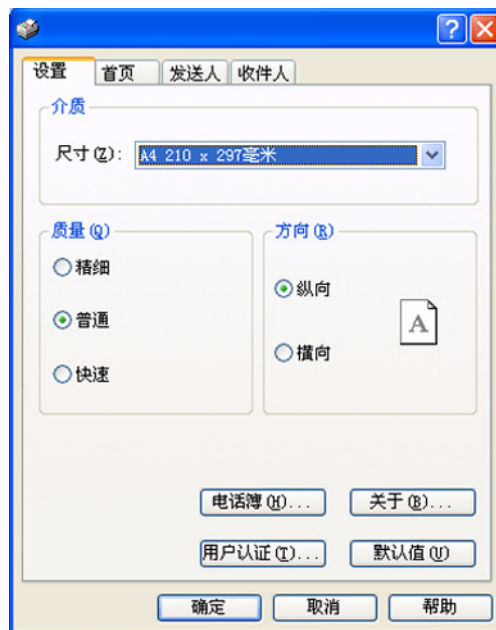 设置 首页 发送人 收件人
介质
尺寸(Z): A4 210 x 297毫米
质量(Q)
精细
普通
快速
方向(R)
纵向
横向
A
电话簿(H)... 关于(B)...
用户认证(T)... 默认值(U)
确定 取消 帮助